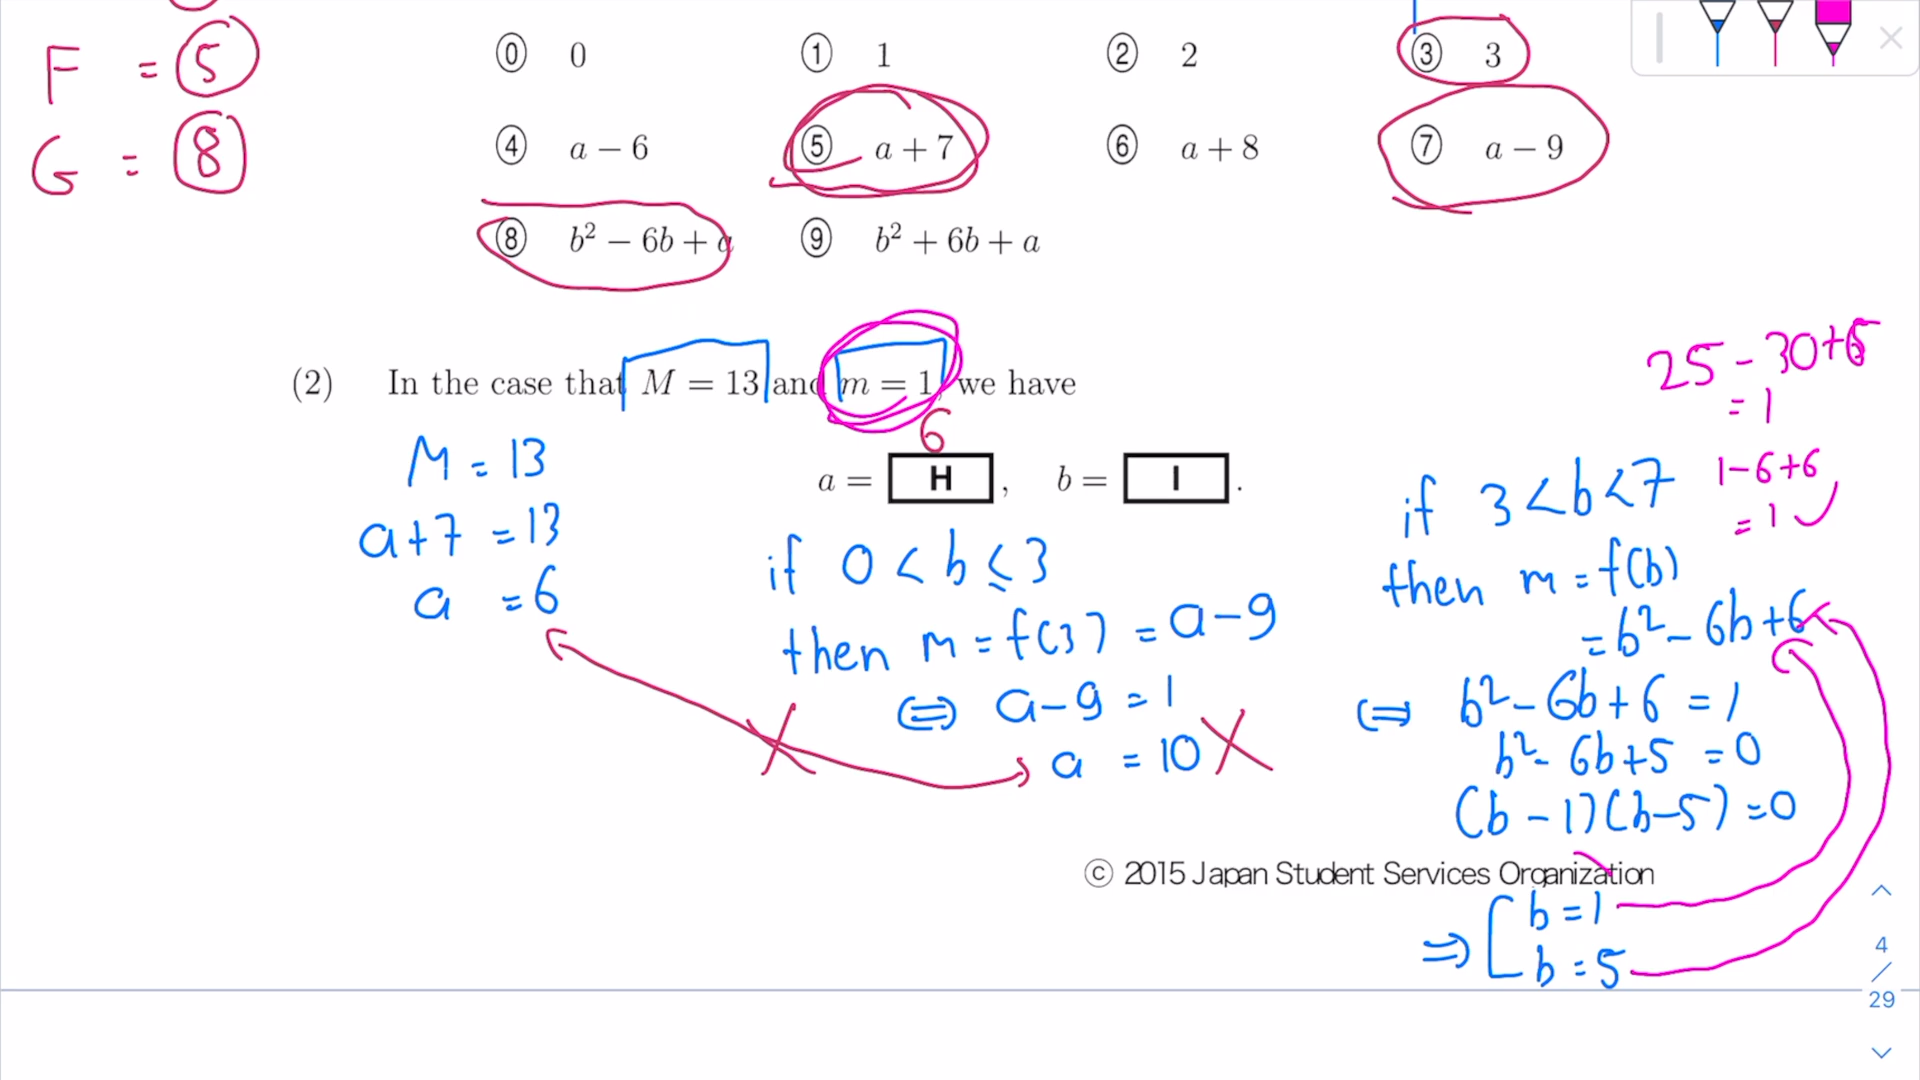 F = 5
G = 8
⓪ 0 ① 1 ② 2 ③ 3
④ a − 6 ⑤ a + 7 ⑥ a + 8 ⑦ a − 9
⑧ b² − 6b + a ⑨ b² + 6b + a
(2) In the case that M = 13 and m = 1, we have
6
a = H , b = I .
M = 13
a+7 = 13
a = 6
if 0 < b ≤ 3
then m = f(3) = a−9
⇔ a−9 = 1
a = 10 X
X
25 − 30+6
= 1
1−6+6
= 1
if 3 < b < 7
then m = f(b)
= b² − 6b + 6
⇔ b² − 6b + 6 = 1
b² − 6b + 5 = 0
(b − 1)(b − 5) = 0
⇒ [ b = 1
b = 5
© 2015 Japan Student Services Organization
4
/
29